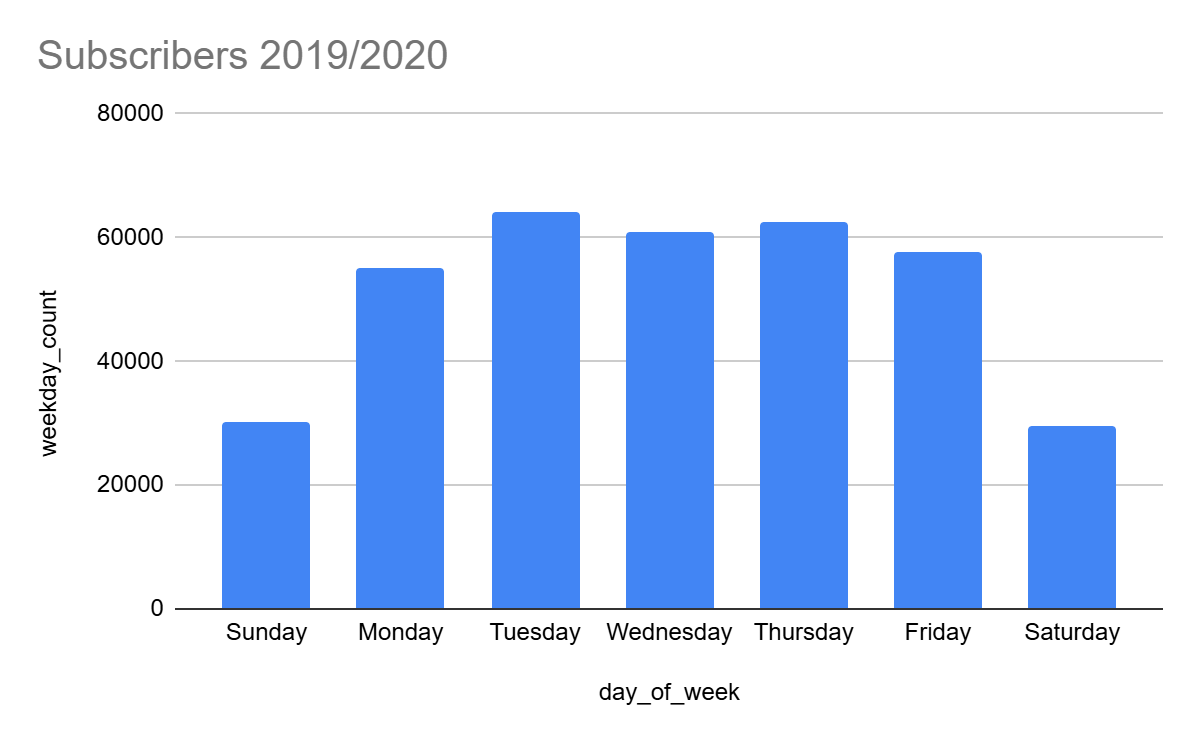 Subscribers 2019/2020
80000
60000
40000
20000
0
weekday_count
Sunday Monday Tuesday Wednesday Thursday Friday Saturday
day_of_week